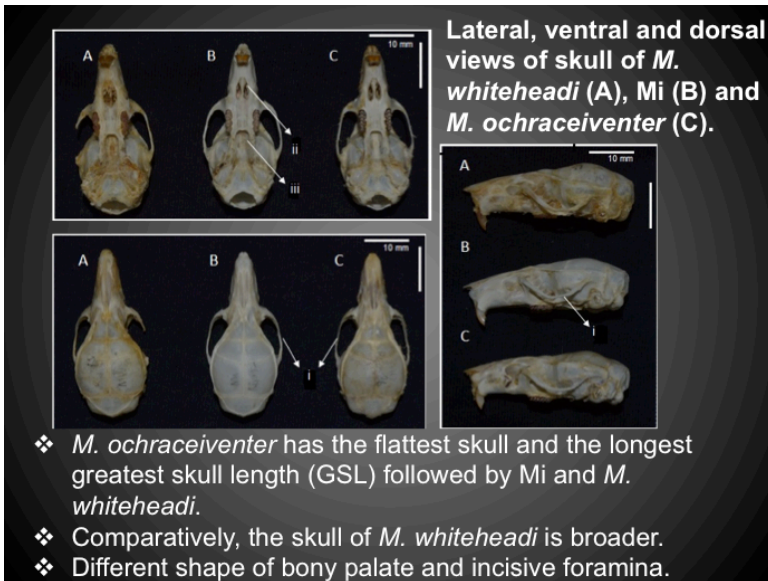 Lateral, ventral and dorsal
views of skull of M.
whiteheadi (A), Mi (B) and
M. ochraceiventer (C).
10 mm
A
B
C
ii
iii
10 mm
A
B
C
i
10 mm
A
B
i
C
❖ M. ochraceiventer has the flattest skull and the longest
greatest skull length (GSL) followed by Mi and M.
whiteheadi.
❖ Comparatively, the skull of M. whiteheadi is broader.
❖ Different shape of bony palate and incisive foramina.